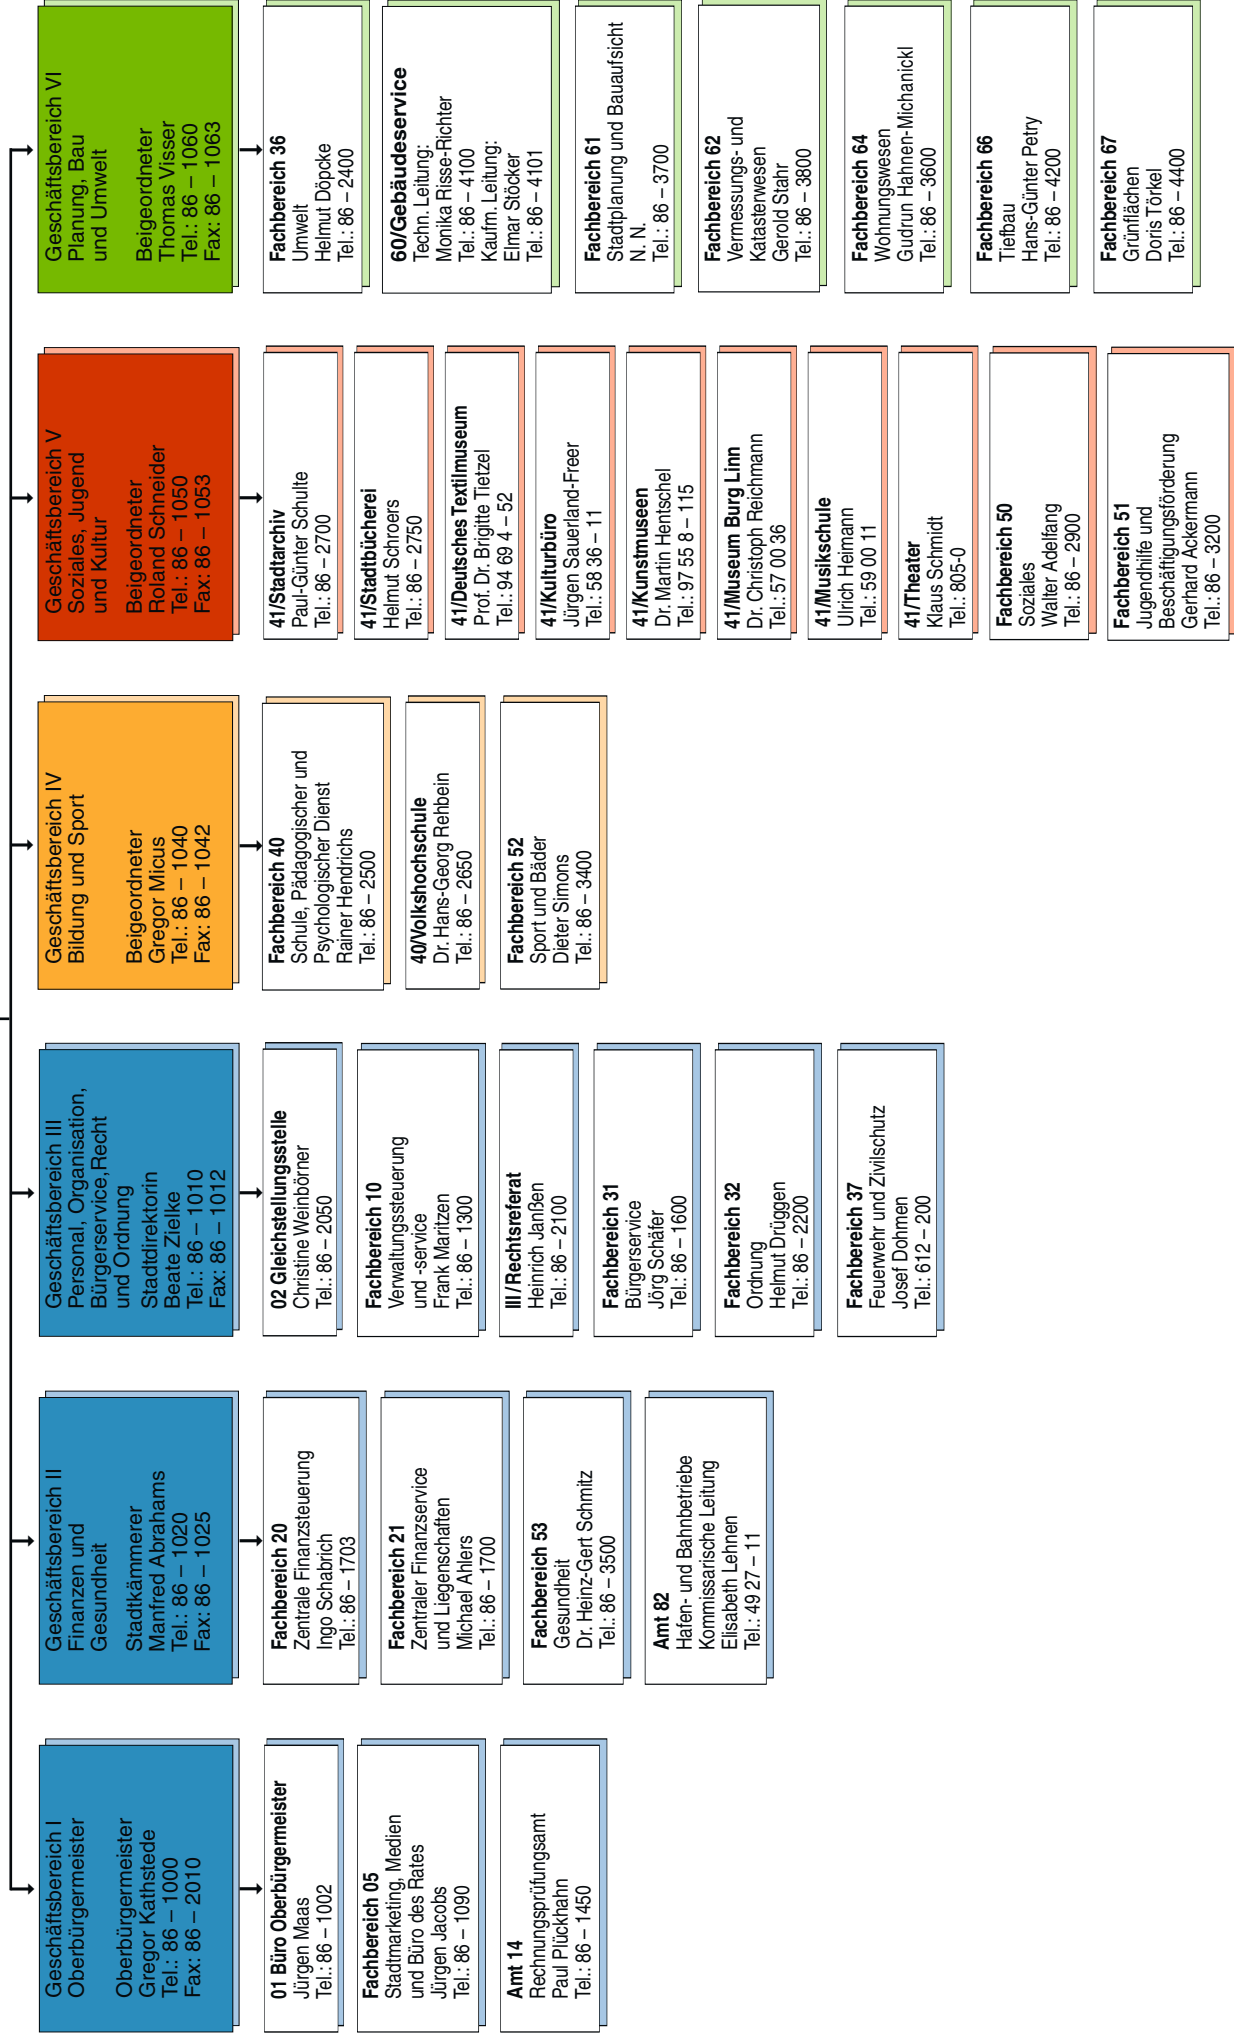 Geschäftsbereich I
Oberbürgermeister
Oberbürgermeister
Gregor Kathstede
Tel.: 86 – 1000
Fax: 86 – 2010
01 Büro Oberbürgermeister
Jürgen Maas
Tel.: 86 – 1002
Fachbereich 05
Stadtmarketing, Medien
und Büro des Rates
Jürgen Jacobs
Tel.: 86 – 1090
Amt 14
Rechnungsprüfungsamt
Paul Plückhahn
Tel.: 86 – 1450
Geschäftsbereich II
Finanzen und
Gesundheit
Stadtkämmerer
Manfred Abrahams
Tel.: 86 – 1020
Fax: 86 – 1025
Fachbereich 20
Zentrale Finanzsteuerung
Ingo Schabrich
Tel.: 86 – 1703
Fachbereich 21
Zentraler Finanzservice
und Liegenschaften
Michael Ahlers
Tel.: 86 – 1700
Fachbereich 53
Gesundheit
Dr. Heinz-Gert Schmitz
Tel.: 86 – 3500
Amt 82
Hafen- und Bahnbetriebe
Kommissarische Leitung
Elisabeth Lehnen
Tel.: 49 27 – 11
Geschäftsbereich III
Personal, Organisation,
Bürgerservice,Recht
und Ordnung
Stadtdirektorin
Beate Zielke
Tel.: 86 – 1010
Fax: 86 – 1012
02 Gleichstellungsstelle
Christine Weinbörner
Tel.: 86 – 2050
Fachbereich 10
Verwaltungssteuerung
und -service
Frank Maritzen
Tel.: 86 – 1300
III / Rechtsreferat
Heinrich Janßen
Tel.: 86 – 2100
Fachbereich 31
Bürgerservice
Jörg Schäfer
Tel.: 86 – 1600
Fachbereich 32
Ordnung
Helmut Drüggen
Tel.: 86 – 2200
Fachbereich 37
Feuerwehr und Zivilschutz
Josef Dohmen
Tel.: 612 – 200
Geschäftsbereich IV
Bildung und Sport
Beigeordneter
Gregor Micus
Tel.: 86 – 1040
Fax: 86 – 1042
Fachbereich 40
Schule, Pädagogischer und
Psychologischer Dienst
Rainer Hendrichs
Tel.: 86 – 2500
40/Volkshochschule
Dr. Hans-Georg Rehbein
Tel.: 86 – 2650
Fachbereich 52
Sport und Bäder
Dieter Simons
Tel.: 86 – 3400
Geschäftsbereich V
Soziales, Jugend
und Kultur
Beigeordneter
Roland Schneider
Tel.: 86 – 1050
Fax: 86 – 1053
41/Stadtarchiv
Paul-Günter Schulte
Tel.: 86 – 2700
41/Stadtbücherei
Helmut Schroers
Tel.: 86 – 2750
41/Deutsches Textilmuseum
Prof. Dr. Brigitte Tietzel
Tel.: 94 69 4 – 52
41/Kulturbüro
Jürgen Sauerland-Freer
Tel.: 58 36 – 11
41/Kunstmuseen
Dr. Martin Hentschel
Tel.: 97 55 8 – 115
41/Museum Burg Linn
Dr. Christoph Reichmann
Tel.: 57 00 36
41/Musikschule
Ulrich Heimann
Tel.: 59 00 11
41/Theater
Klaus Schmidt
Tel.: 805-0
Fachbereich 50
Soziales
Walter Adelfang
Tel.: 86 – 2900
Fachbereich 51
Jugendhilfe und
Beschäftigungsförderung
Gerhard Ackermann
Tel.: 86 – 3200
Geschäftsbereich VI
Planung, Bau
und Umwelt
Beigeordneter
Thomas Visser
Tel.: 86 – 1060
Fax: 86 – 1063
Fachbereich 36
Umwelt
Helmut Döpcke
Tel.: 86 – 2400
60/Gebäudeservice
Techn. Leitung:
Monika Risse-Richter
Tel.: 86 – 4100
Kaufm. Leitung:
Elmar Stöcker
Tel.: 86 – 4101
Fachbereich 61
Stadtplanung und Bauaufsicht
N. N.
Tel.: 86 – 3700
Fachbereich 62
Vermessungs- und
Katasterwesen
Gerold Stahr
Tel.: 86 – 3800
Fachbereich 64
Wohnungswesen
Gudrun Hahnen-Michanickl
Tel.: 86 – 3600
Fachbereich 66
Tiefbau
Hans-Günter Petry
Tel.: 86 – 4200
Fachbereich 67
Grünflächen
Doris Törkel
Tel.: 86 – 4400